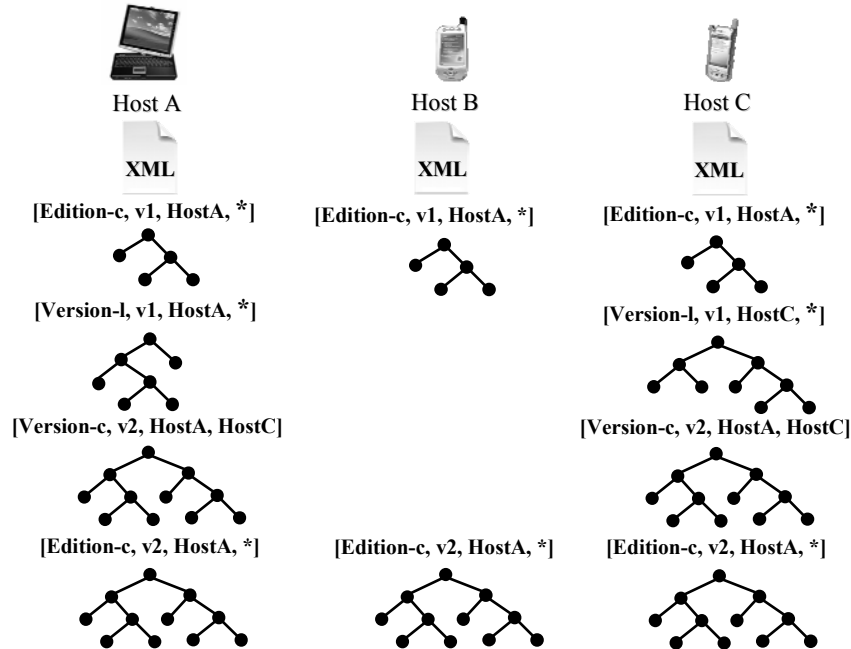 Host A Host B Host C
XML XML XML
[Edition-c, v1, HostA, *] [Edition-c, v1, HostA, *] [Edition-c, v1, HostA, *]
[Version-l, v1, HostA, *] [Version-l, v1, HostC, *]
[Version-c, v2, HostA, HostC] [Version-c, v2, HostA, HostC]
[Edition-c, v2, HostA, *] [Edition-c, v2, HostA, *] [Edition-c, v2, HostA, *]